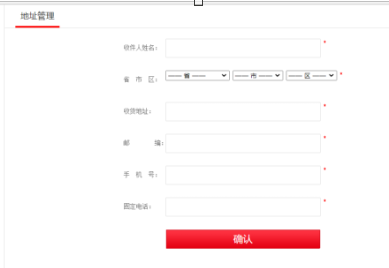 地址管理
收件人姓名： *
省 市 区： —— 省 —— —— 市 —— —— 区 —— *
收货地址： *
邮 编： *
手 机 号： *
固定电话： *
确认